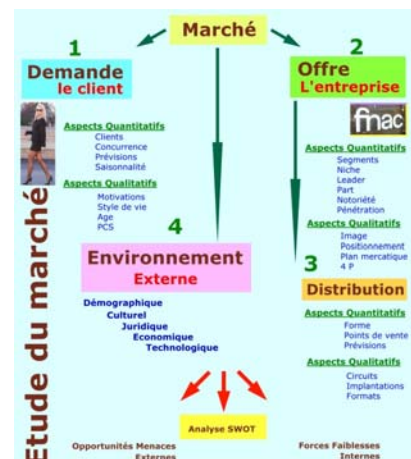 Marché
1
Demande
le client
Aspects Quantitatifs
Clients
Concurrence
Prévisions
Saisonnalité
Aspects Qualitatifs
Motivations
Style de vie
Age
PCS
2
Offre
L'entreprise
fnac
Aspects Quantitatifs
Segments
Niche
Leader
Part
Notoriété
Pénétration
Aspects Qualitatifs
Image
Positionnement
Plan mercatique
4 P
3
Distribution
Aspects Quantitatifs
Forme
Points de vente
Prévisions
Aspects Qualitatifs
Circuits
Implantations
Formats
4
Environnement
Externe
Démographique
Culturel
Juridique
Economique
Technologique
Analyse SWOT
Opportunités Menaces
Externes
Forces Faiblesses
Internes
Etude du marché